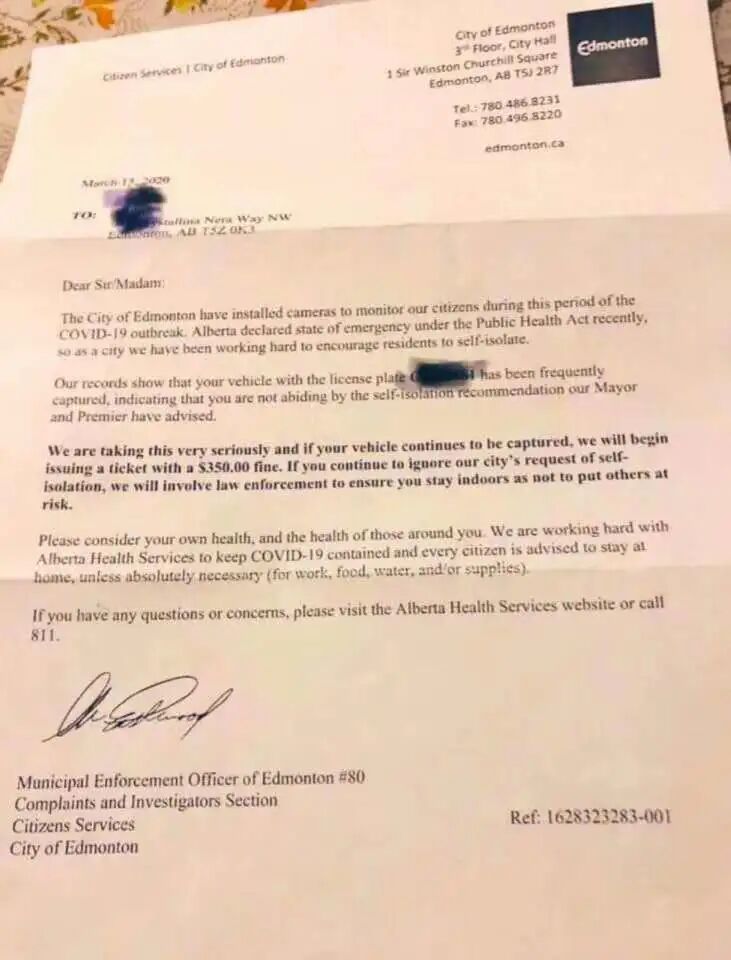 Citizen Services | City of Edmonton
City of Edmonton
3rd Floor, City Hall
1 Sir Winston Churchill Square
Edmonton, AB T5J 2R7
Edmonton
Tel.: 780.486.8231
Fax: 780.496.8220
edmonton.ca
March 13, 2020
TO:
Nera Way NW
Edmonton, AB T5Z 0K3
Dear Sir/Madam:
The City of Edmonton have installed cameras to monitor our citizens during this period of the
COVID-19 outbreak. Alberta declared state of emergency under the Public Health Act recently,
so as a city we have been working hard to encourage residents to self-isolate.
Our records show that your vehicle with the license plate has been frequently
captured, indicating that you are not abiding by the self-isolation recommendation our Mayor
and Premier have advised.
We are taking this very seriously and if your vehicle continues to be captured, we will begin
issuing a ticket with a $350.00 fine. If you continue to ignore our city's request of self-
isolation, we will involve law enforcement to ensure you stay indoors as not to put others at
risk.
Please consider your own health, and the health of those around you. We are working hard with
Alberta Health Services to keep COVID-19 contained and every citizen is advised to stay at
home, unless absolutely necessary (for work, food, water, and/or supplies).
If you have any questions or concerns, please visit the Alberta Health Services website or call
811.
Municipal Enforcement Officer of Edmonton #80
Complaints and Investigators Section
Citizens Services
City of Edmonton
Ref: 1628323283-001